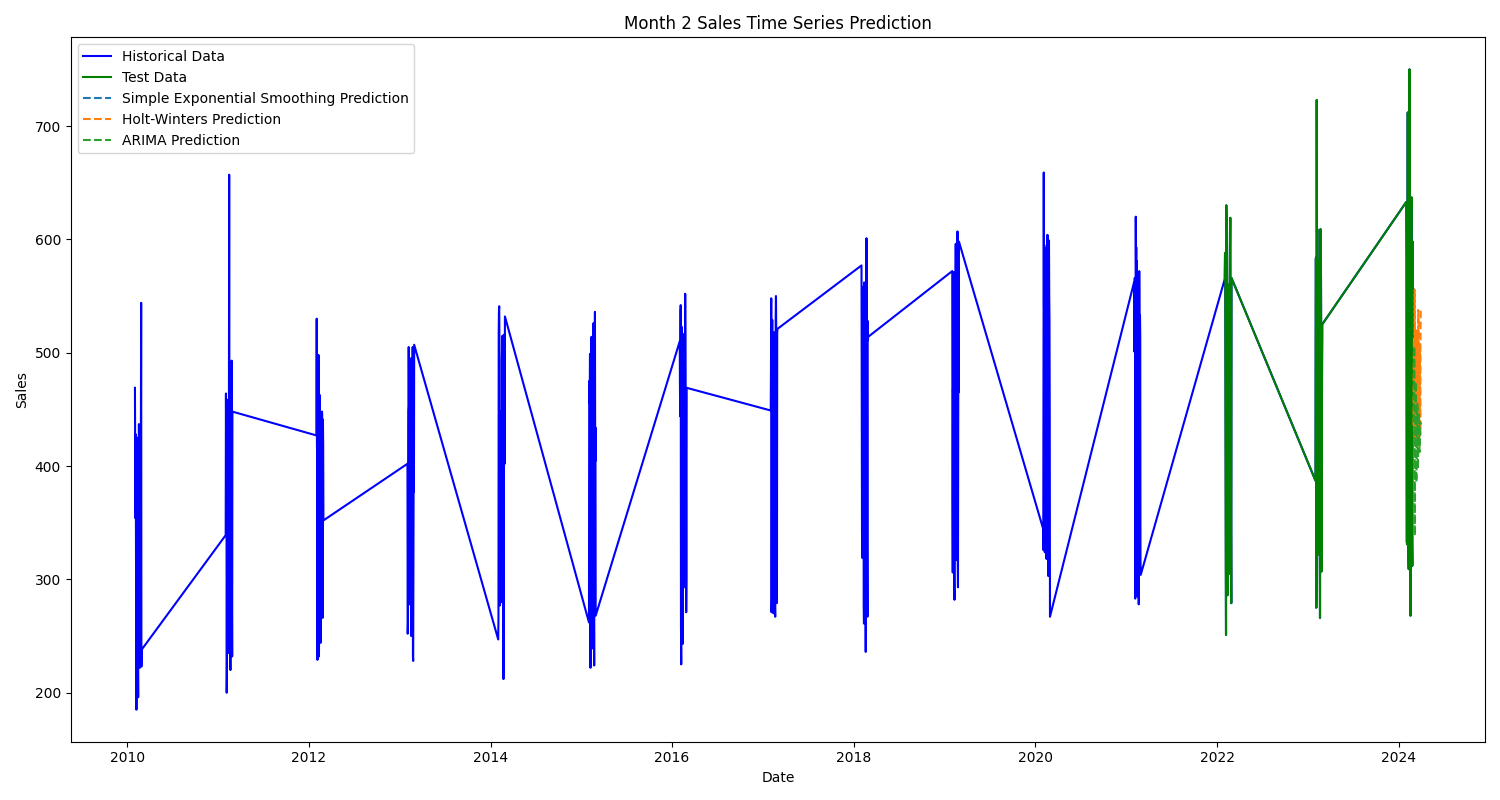 Month 2 Sales Time Series Prediction
Historical Data
Test Data
Simple Exponential Smoothing Prediction
Holt-Winters Prediction
ARIMA Prediction
Sales
700
600
500
400
300
200
2010 2012 2014 2016 2018 2020 2022 2024
Date